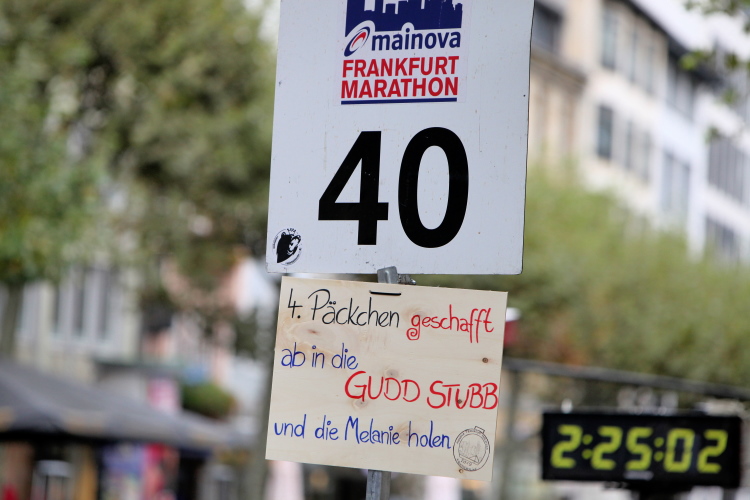 mainova
FRANKFURT
MARATHON
40
4. Päckchen geschafft
ab in die
GUDD STUBB
und die Melanie holen
2:25:02